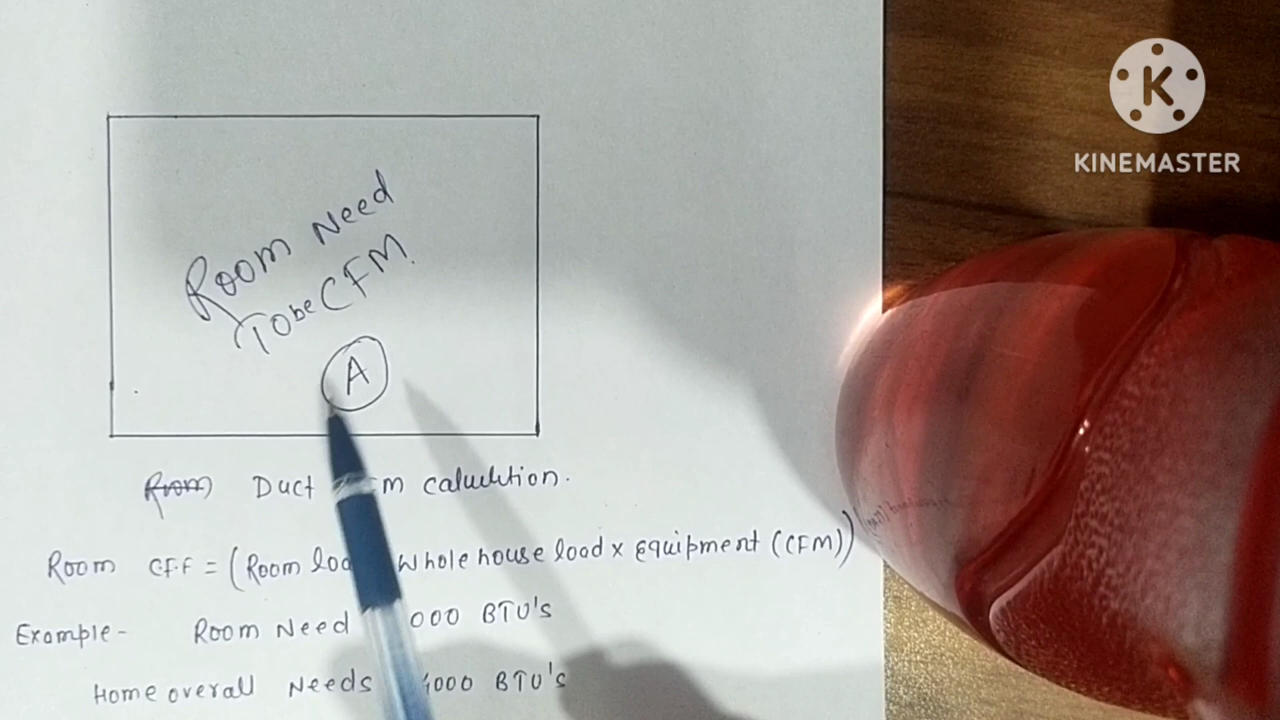 Room Need
To be CFM.
A
Room Duct calculation.
Room CFF = (Room Whole house load x Equipment (CFM))
Example- Room Need 000 BTU's
Home overall Needs 000 BTU's
K
KINEMASTER